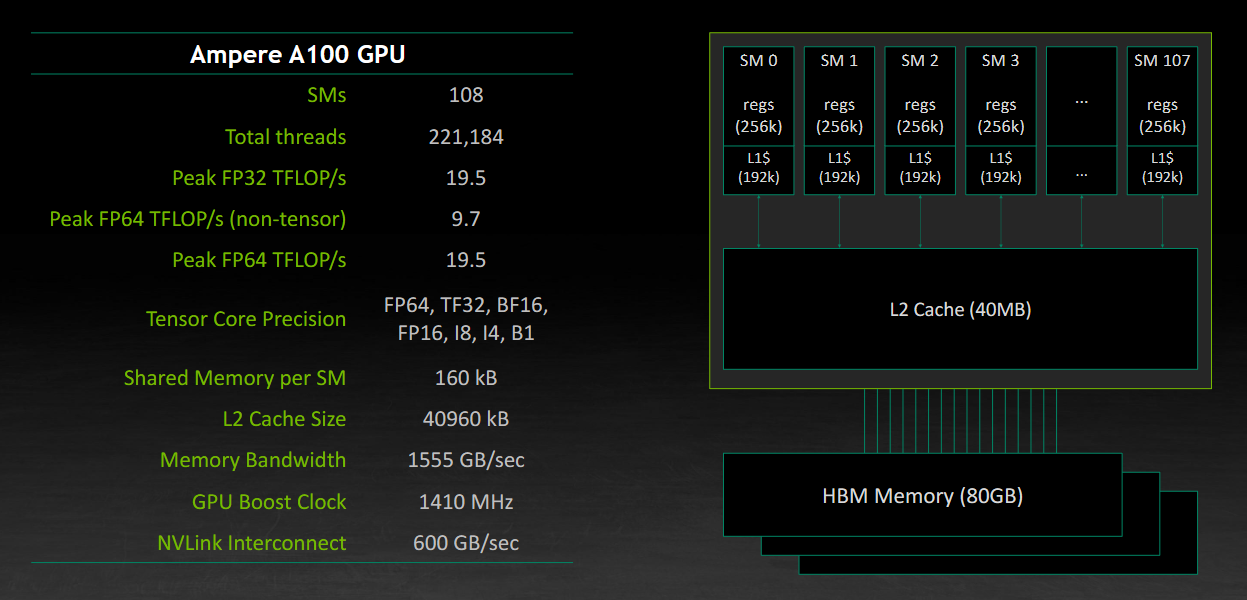 Ampere A100 GPU
SMs 108
Total threads 221,184
Peak FP32 TFLOP/s 19.5
Peak FP64 TFLOP/s (non-tensor) 9.7
Peak FP64 TFLOP/s 19.5
Tensor Core Precision FP64, TF32, BF16,
FP16, I8, I4, B1
Shared Memory per SM 160 kB
L2 Cache Size 40960 kB
Memory Bandwidth 1555 GB/sec
GPU Boost Clock 1410 MHz
NVLink Interconnect 600 GB/sec
SM 0 SM 1 SM 2 SM 3 SM 107
regs regs regs regs ... regs
(256k) (256k) (256k) (256k) (256k)
L1$ L1$ L1$ L1$ L1$
(192k) (192k) (192k) (192k) ... (192k)
L2 Cache (40MB)
HBM Memory (80GB)